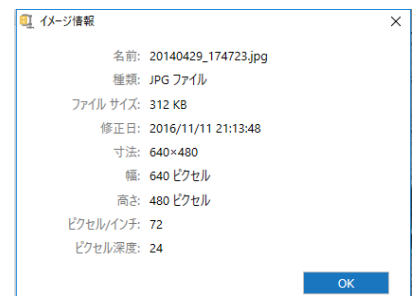 イメージ情報
名前: 20140429_174723.jpg
種類: JPG ファイル
ファイル サイズ: 312 KB
修正日: 2016/11/11 21:13:48
寸法: 640×480
幅: 640 ピクセル
高さ: 480 ピクセル
ピクセル/インチ: 72
ピクセル深度: 24
OK